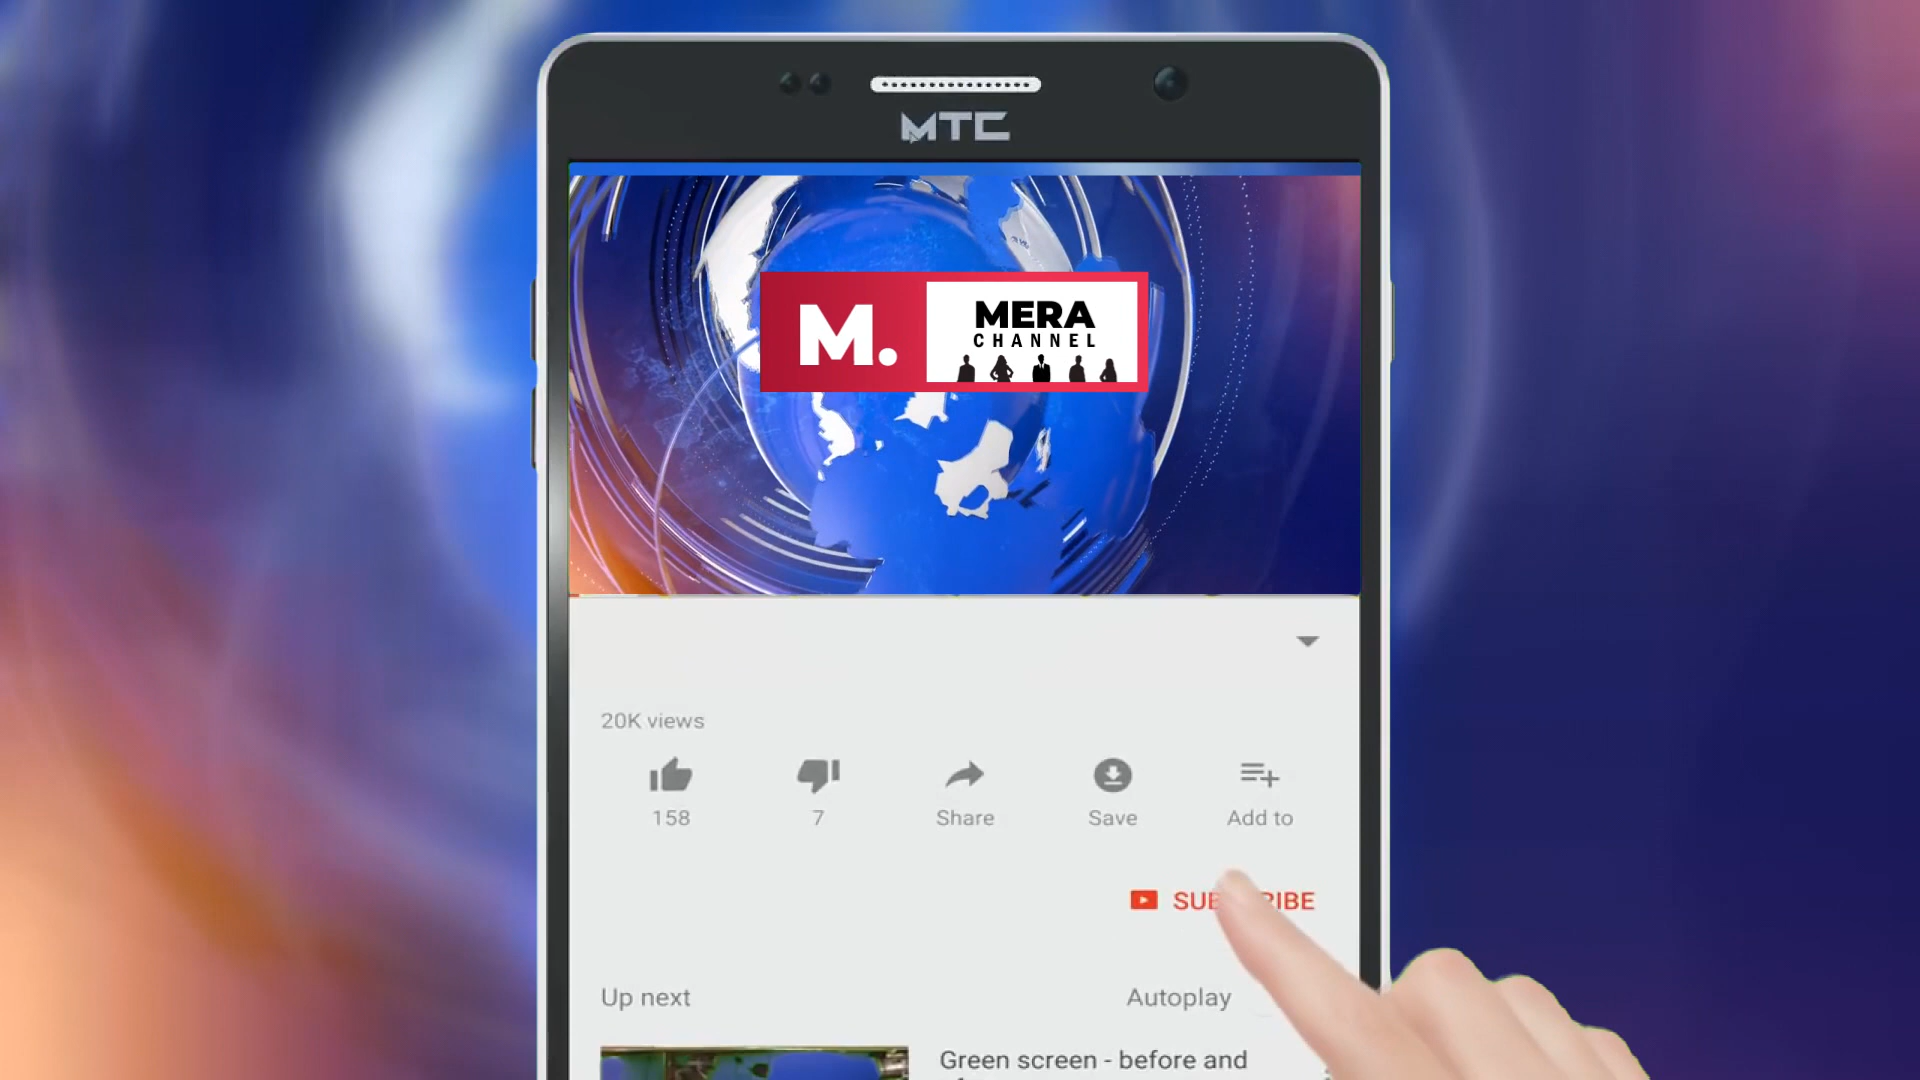 MTC
M.
MERA
CHANNEL
20K views
158
7
Share
Save
Add to
Up next
Autoplay
Green screen - before and